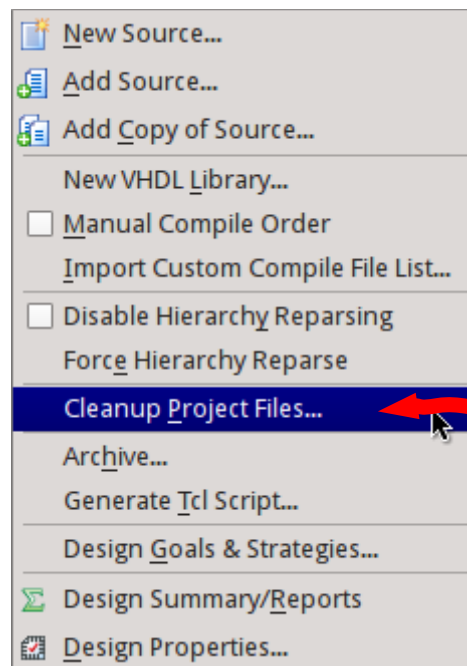 New Source...
Add Source...
Add Copy of Source...
New VHDL Library...
Manual Compile Order
Import Custom Compile File List...
Disable Hierarchy Reparsing
Force Hierarchy Reparse
Cleanup Project Files...
Archive...
Generate Tcl Script...
Design Goals & Strategies...
Design Summary/Reports
Design Properties...